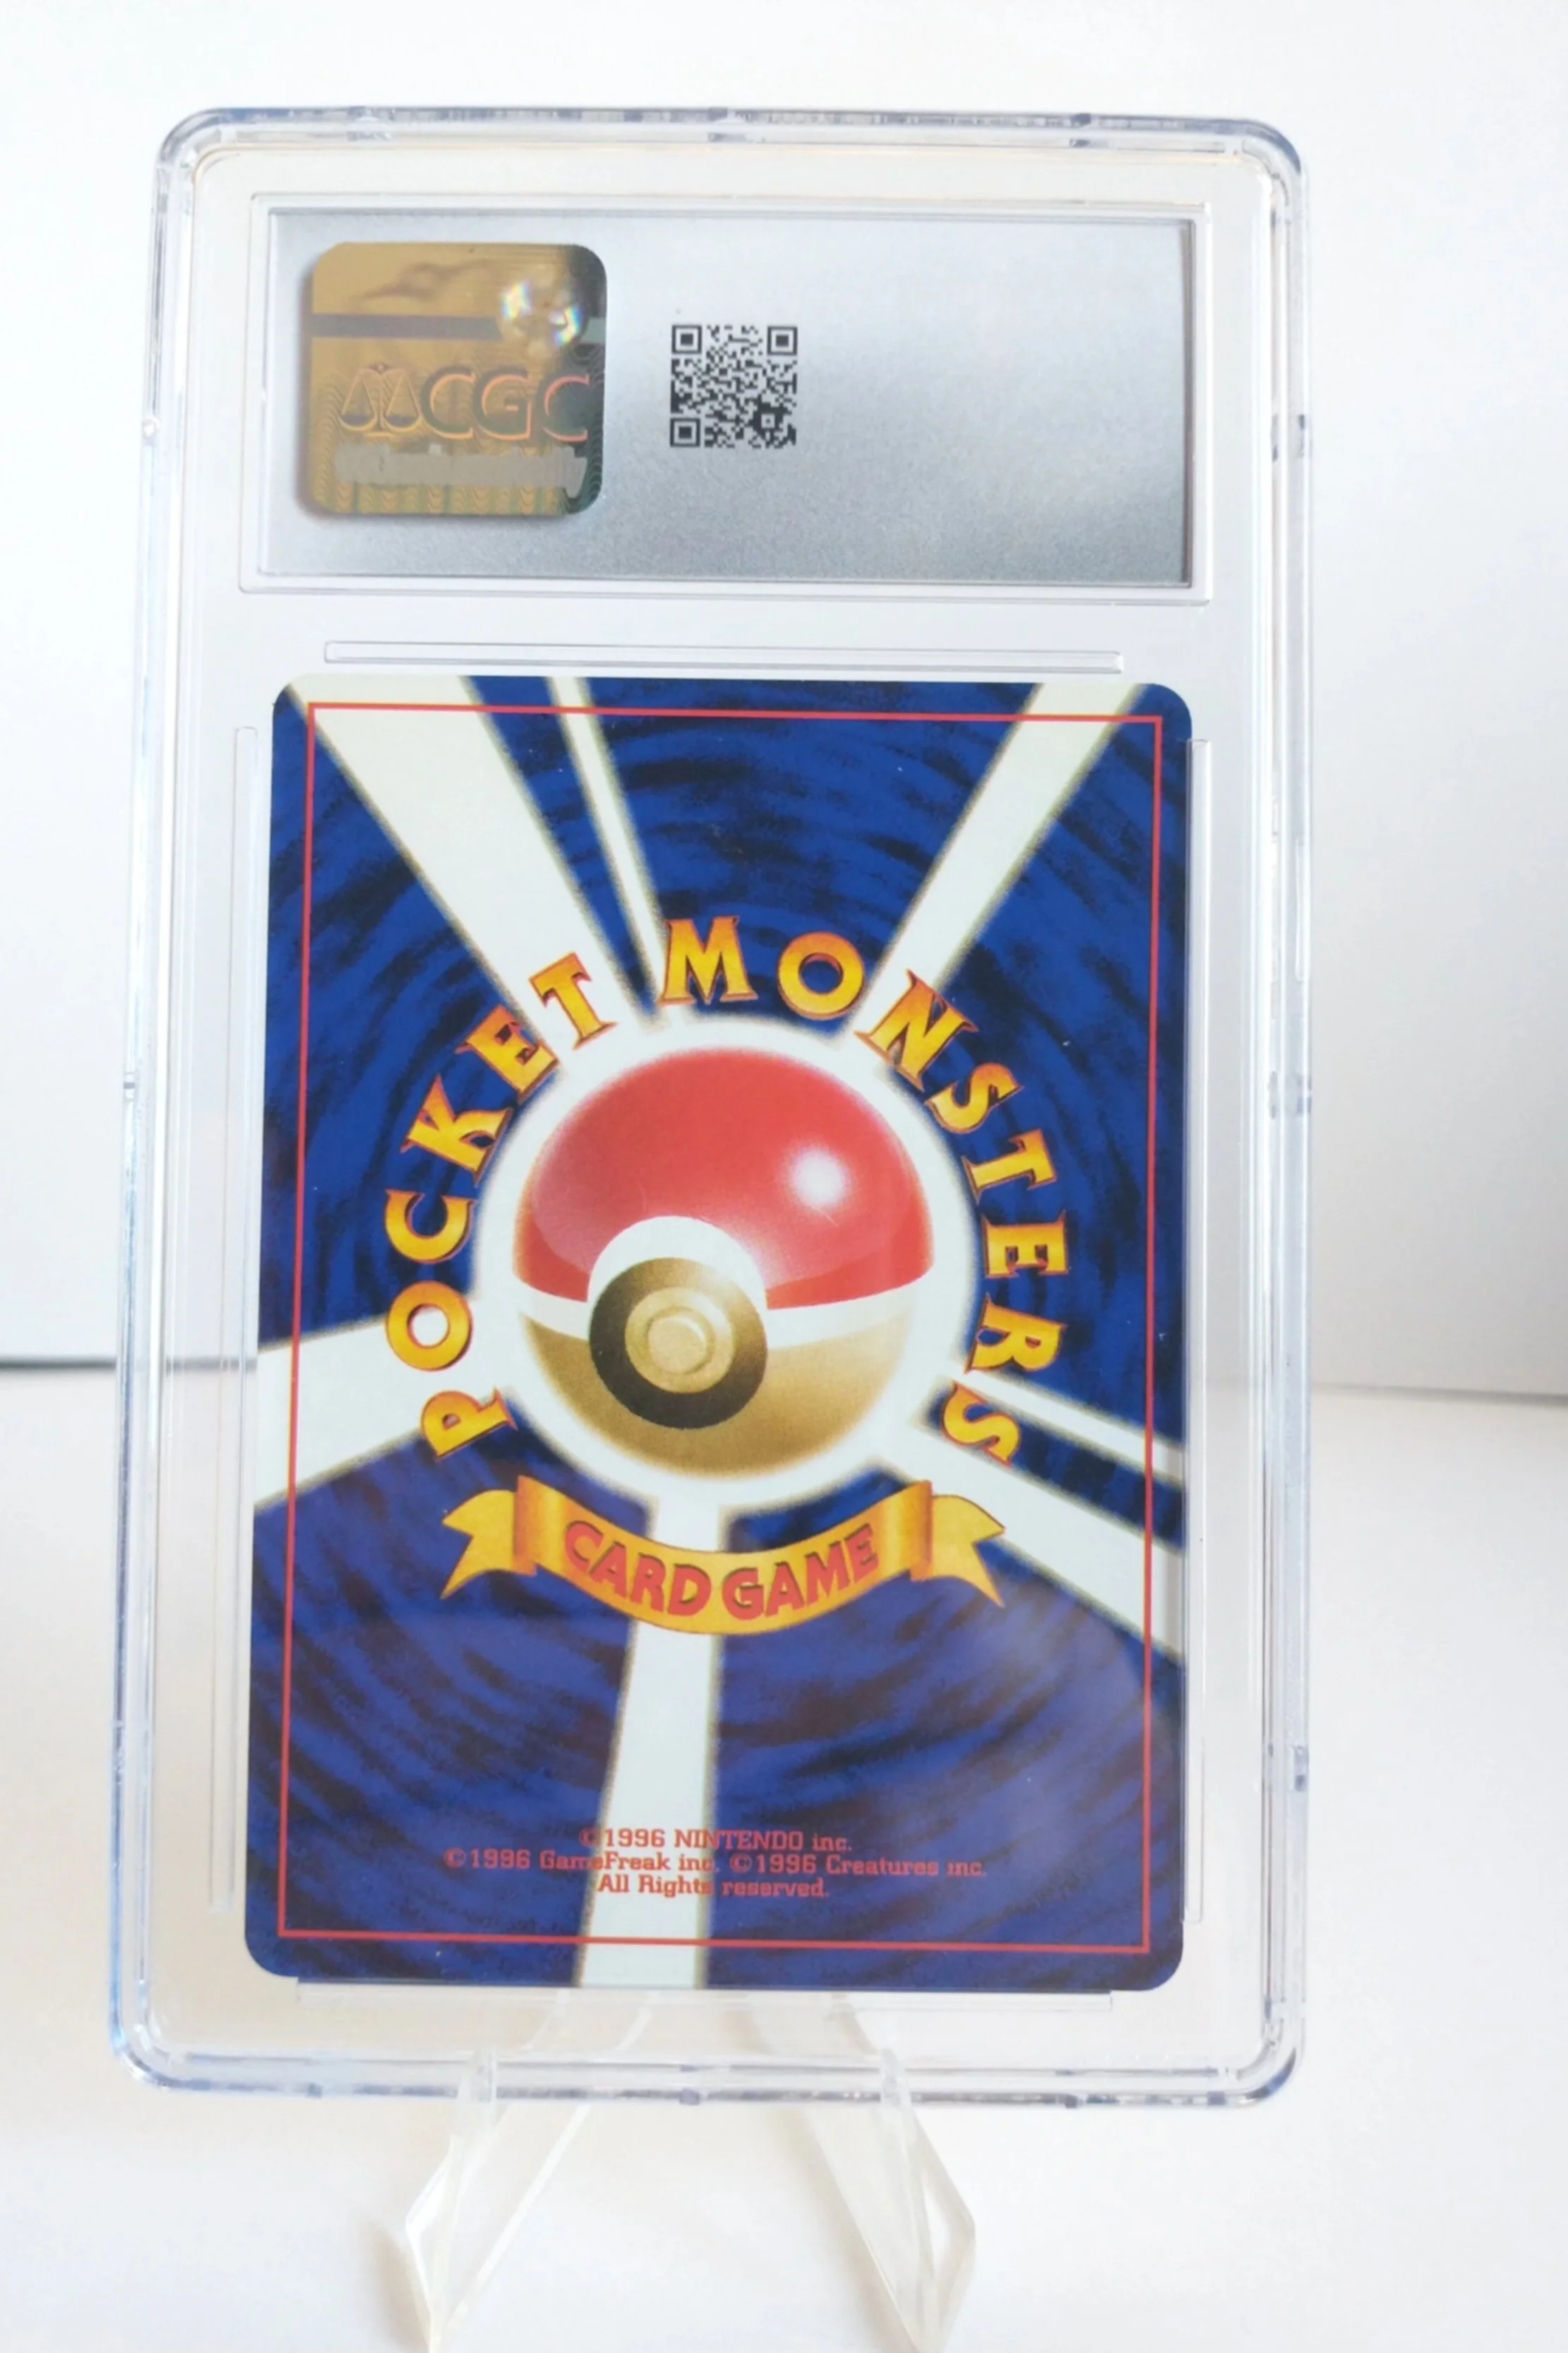 CGC
POCKET MONSTERS
CARD GAME
©1996 NINTENDO inc.
©1996 GameFreak inc. ©1996 Creatures inc.
All Rights reserved.